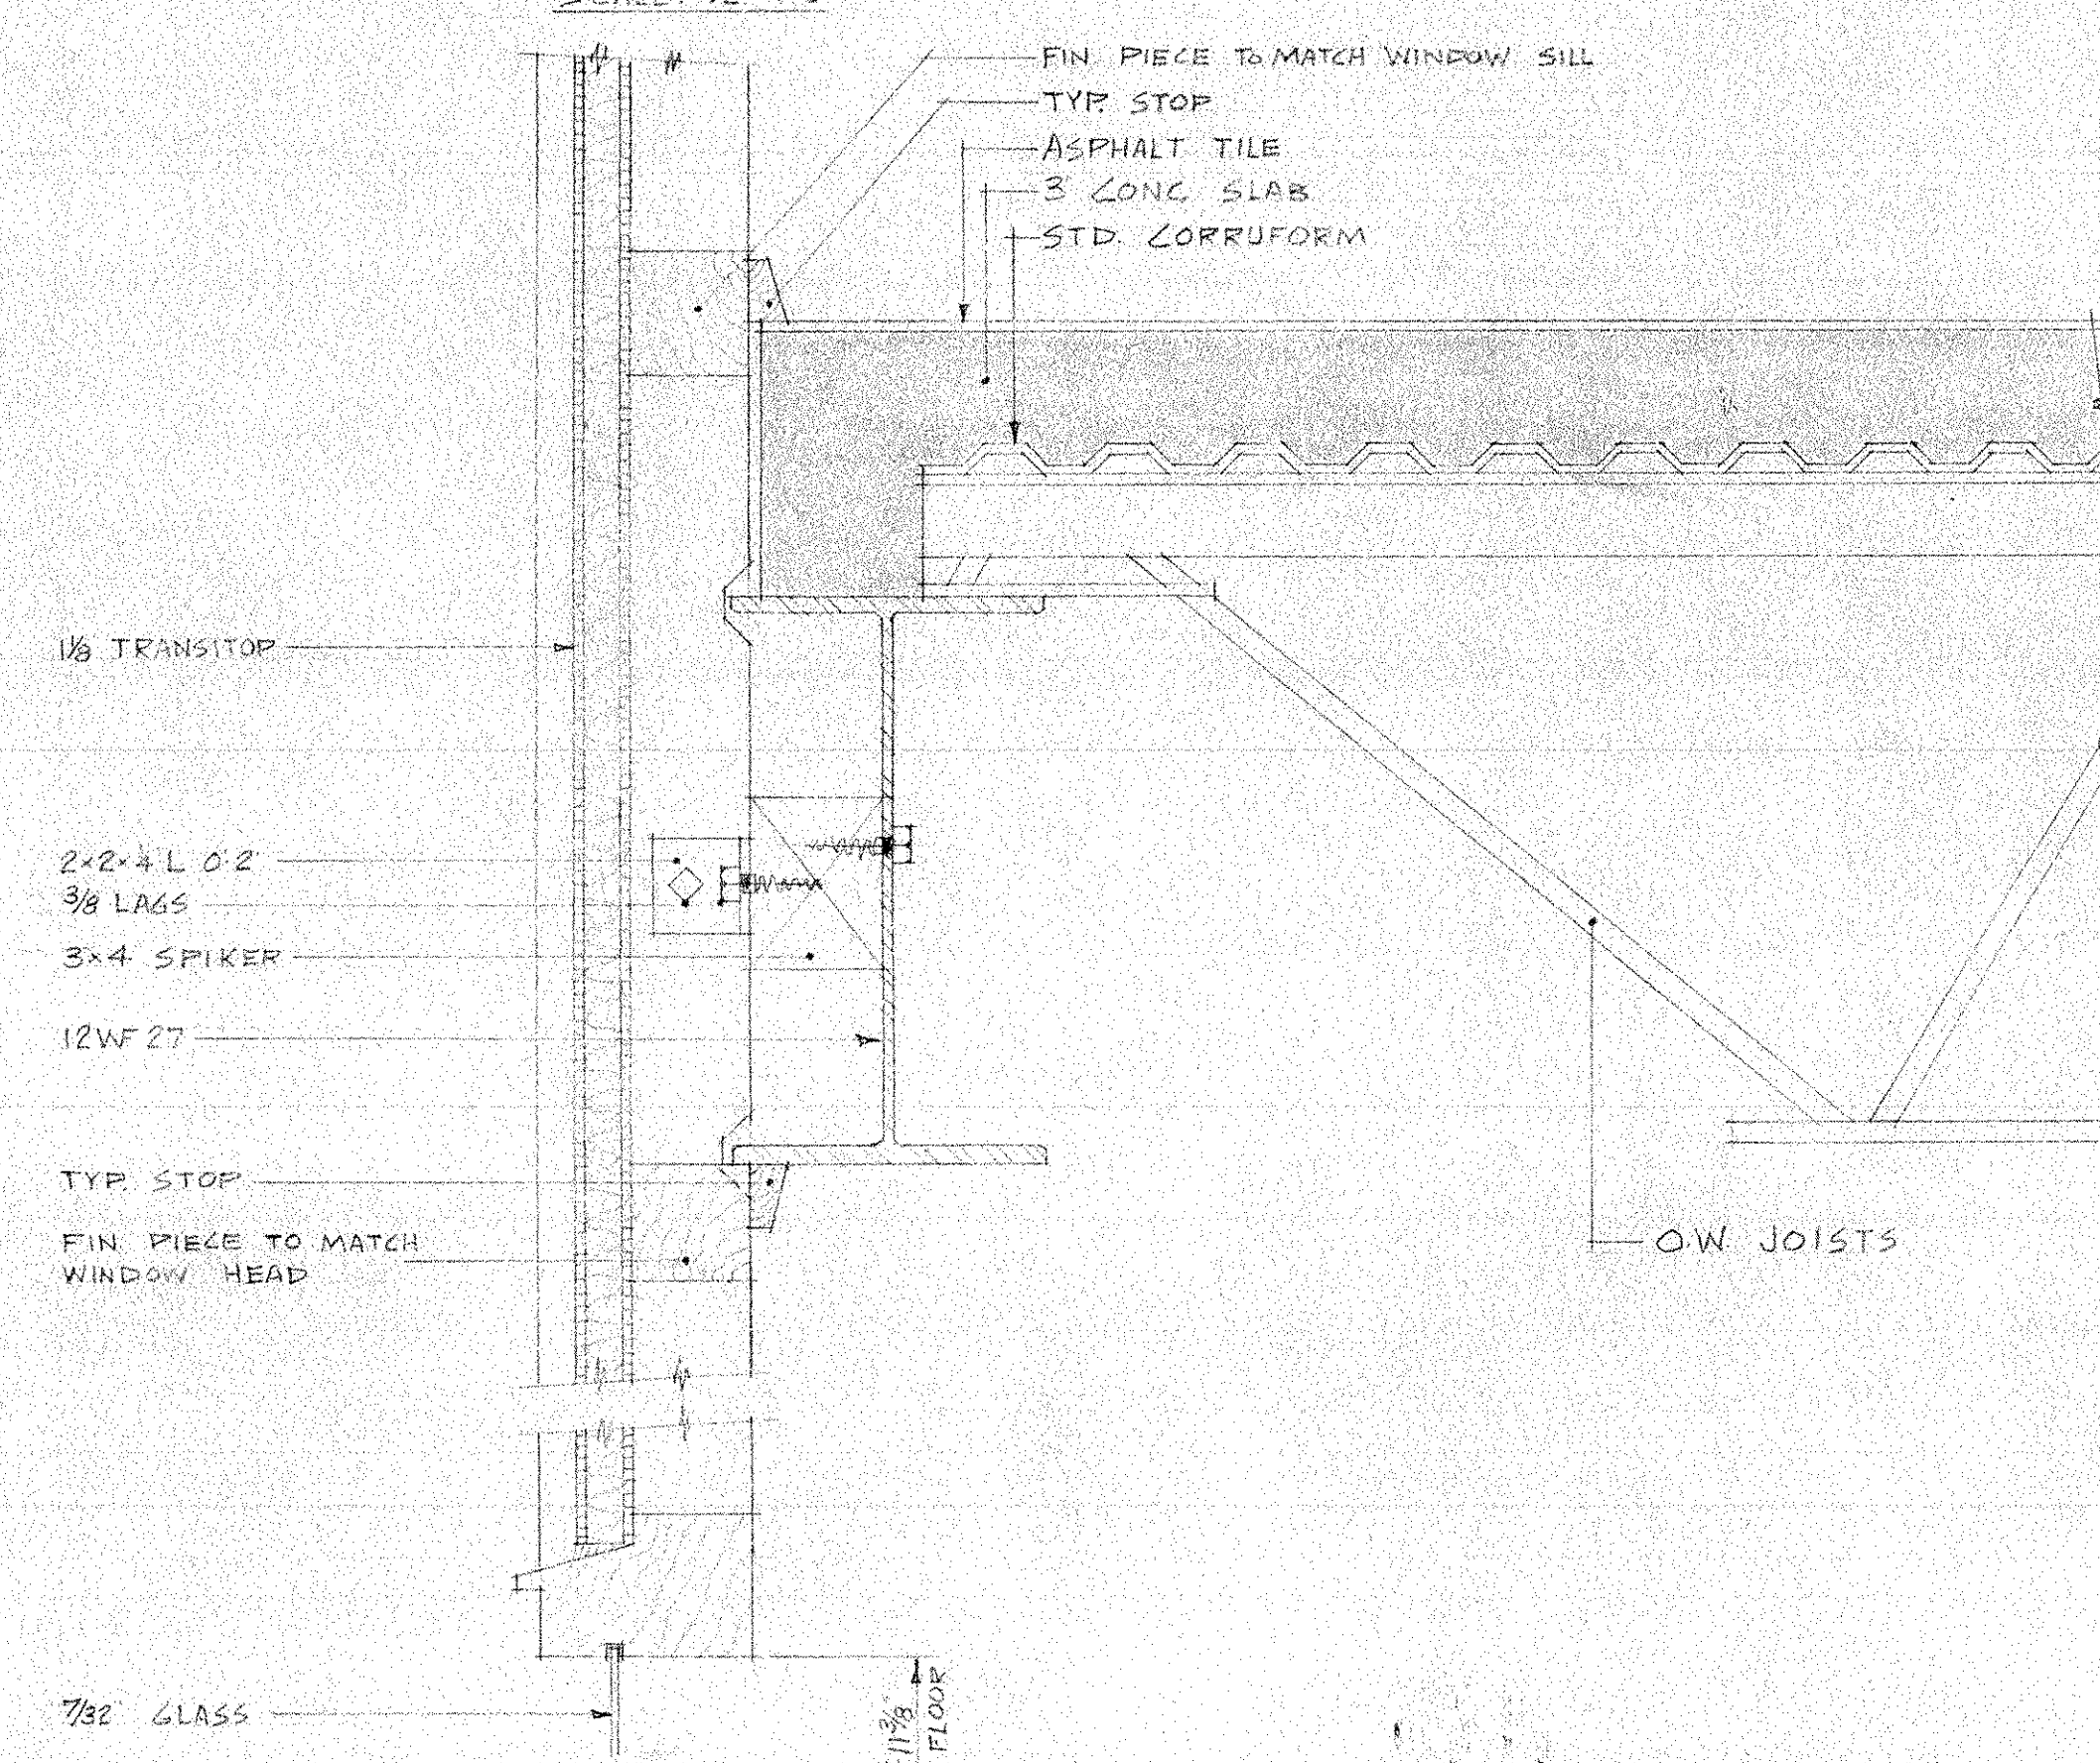 FIN. PIECE TO MATCH WINDOW SILL
TYP. STOP
ASPHALT TILE
3" CONC. SLAB
STD. CORRUFORM
1⅛ TRANSITOP
2×2×¼ L 0'2"
3/8 LAGS
3×4 SPIKER
12WF27
TYP. STOP
FIN. PIECE TO MATCH
WINDOW HEAD
O.W. JOISTS
7/32" GLASS
11 3/8
FLOOR